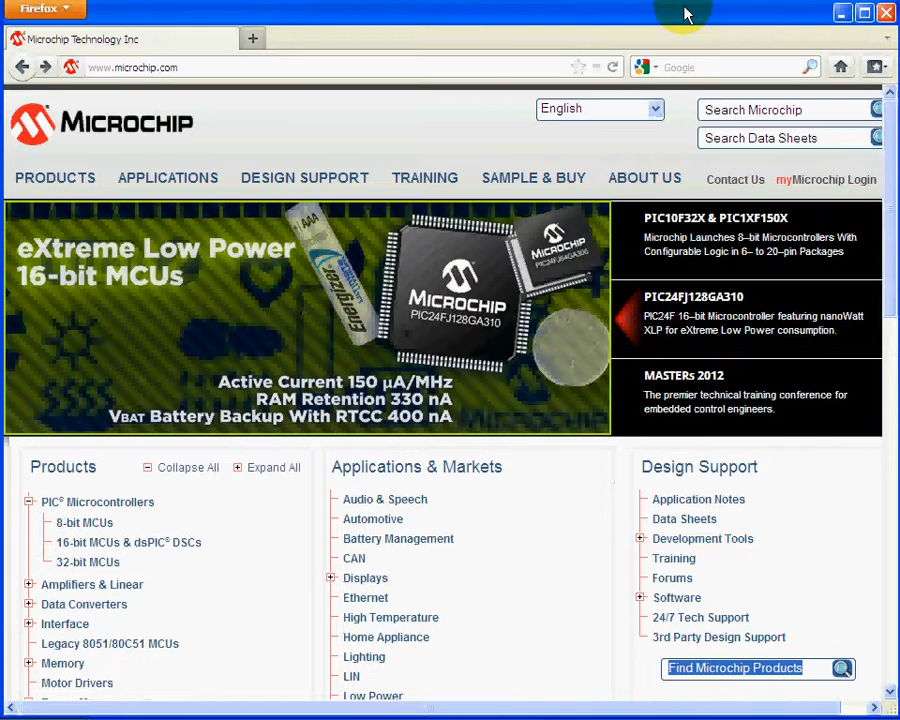 Firefox
Microchip Technology Inc
www.microchip.com
Google
MICROCHIP
English
Search Microchip
Search Data Sheets
PRODUCTS
APPLICATIONS
DESIGN SUPPORT
TRAINING
SAMPLE & BUY
ABOUT US
Contact Us
myMicrochip Login
eXtreme Low Power
16-bit MCUs
AAA
Energizer
MICROCHIP
PIC24FJ128GA310
MICROCHIP
Active Current 150 µA/MHz
RAM Retention 330 nA
VBAT Battery Backup With RTCC 400 nA
PIC10F32X & PIC1XF150X
Microchip Launches 8-bit Microcontrollers With
Configurable Logic in 6- to 20-pin Packages
PIC24FJ128GA310
PIC24F 16-bit Microcontroller featuring nanoWatt
XLP for eXtreme Low Power consumption.
MASTERs 2012
The premier technical training conference for
embedded control engineers.
Products
Collapse All
Expand All
PIC® Microcontrollers
8-bit MCUs
16-bit MCUs & dsPIC® DSCs
32-bit MCUs
Amplifiers & Linear
Data Converters
Interface
Legacy 8051/80C51 MCUs
Memory
Motor Drivers
Applications & Markets
Audio & Speech
Automotive
Battery Management
CAN
Displays
Ethernet
High Temperature
Home Appliance
Lighting
LIN
Low Power
Design Support
Application Notes
Data Sheets
Development Tools
Training
Forums
Software
24/7 Tech Support
3rd Party Design Support
Find Microchip Products